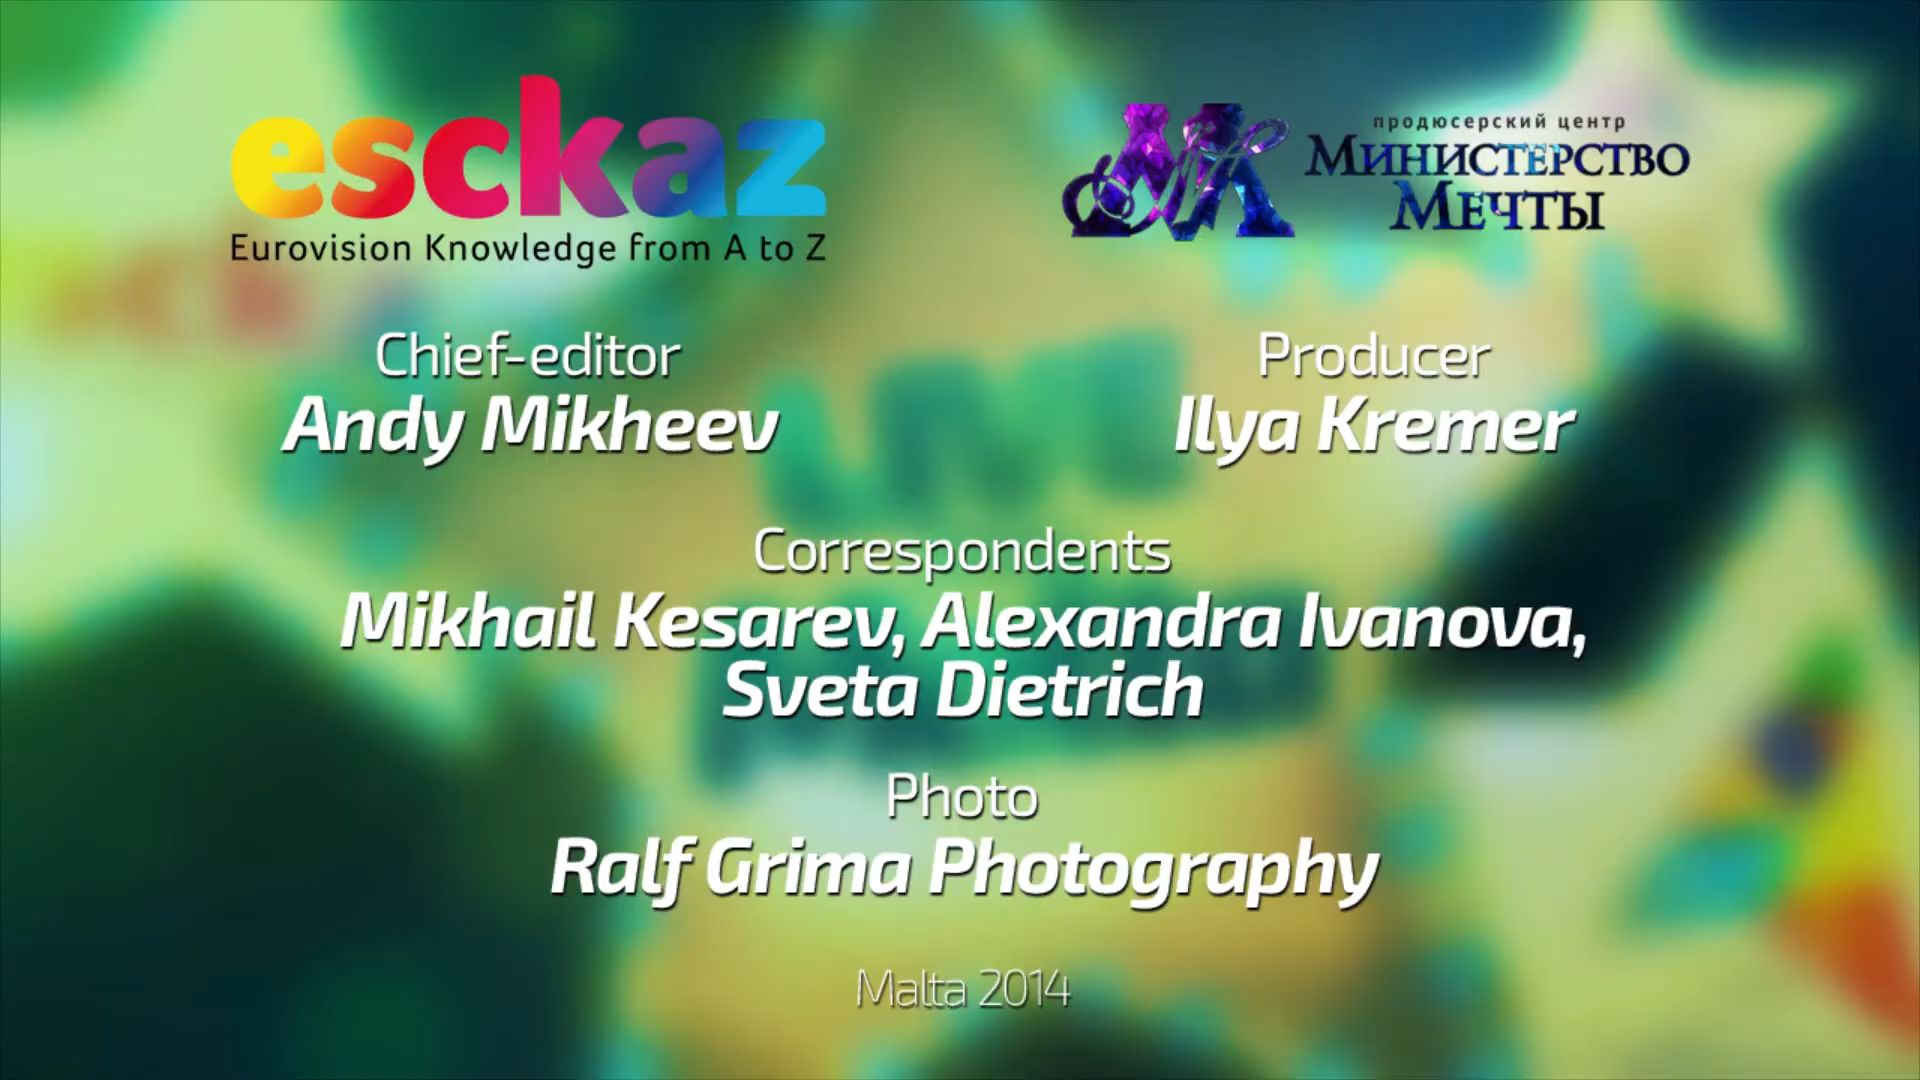 esckaz
Eurovision Knowledge from A to Z
продюсерский центр
Министерство
Мечты
Chief-editor
Andy Mikheev
Producer
Ilya Kremer
Correspondents
Mikhail Kesarev, Alexandra Ivanova,
Sveta Dietrich
Photo
Ralf Grima Photography
Malta 2014